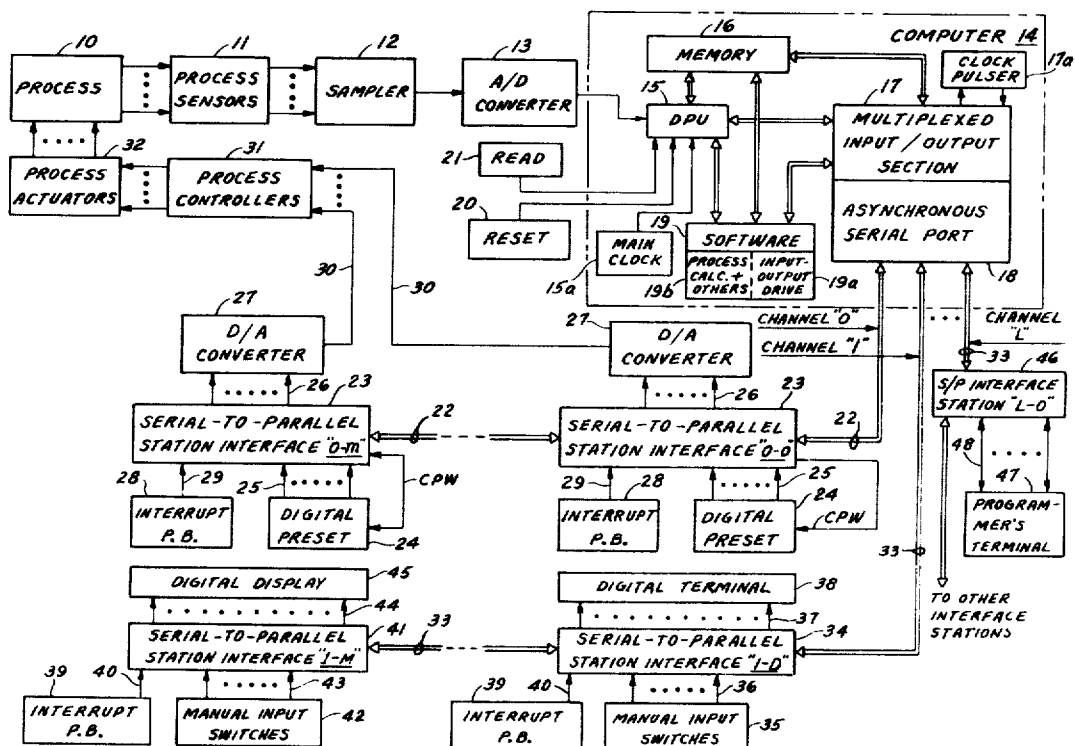 10
11
12
13
16
COMPUTER 14
PROCESS
PROCESS
SENSORS
SAMPLER
A/D
CONVERTER
MEMORY
CLOCK
PULSER
17a
15
17
DPU
MULTIPLEXED
INPUT/OUTPUT
SECTION
32
31
21
READ
PROCESS
ACTUATORS
PROCESS
CONTROLLERS
20
RESET
19
SOFTWARE
ASYNCHRONOUS
SERIAL PORT
MAIN
CLOCK
15a
PROCESS
CALC. +
OTHERS
19b
INPUT-
OUTPUT
DRIVE
19a
18
30
30
27
D/A
CONVERTER
27
D/A
CONVERTER
CHANNEL "O"
CHANNEL "I"
CHANNEL
"L"
33
46
S/P INTERFACE
STATION "L-O"
26
23
26
23
SERIAL-TO-PARALLEL
STATION INTERFACE "O-M"
22
SERIAL-TO-PARALLEL
STATION INTERFACE "O-O"
22
28
29
25
CPW
28
29
25
24
CPW
48
47
INTERRUPT
P.B.
DIGITAL
PRESET
24
INTERRUPT
P.B.
DIGITAL
PRESET
PROGRAM-
MER'S
TERMINAL
33
TO OTHER
INTERFACE
STATIONS
DIGITAL DISPLAY
45
DIGITAL TERMINAL
38
44
37
SERIAL-TO-PARALLEL
STATION INTERFACE "I-M"
41
33
SERIAL-TO-PARALLEL
STATION INTERFACE "I-O"
34
39
40
43
39
40
36
INTERRUPT
P.B.
MANUAL INPUT
SWITCHES
42
INTERRUPT
P.B.
MANUAL INPUT
SWITCHES
35